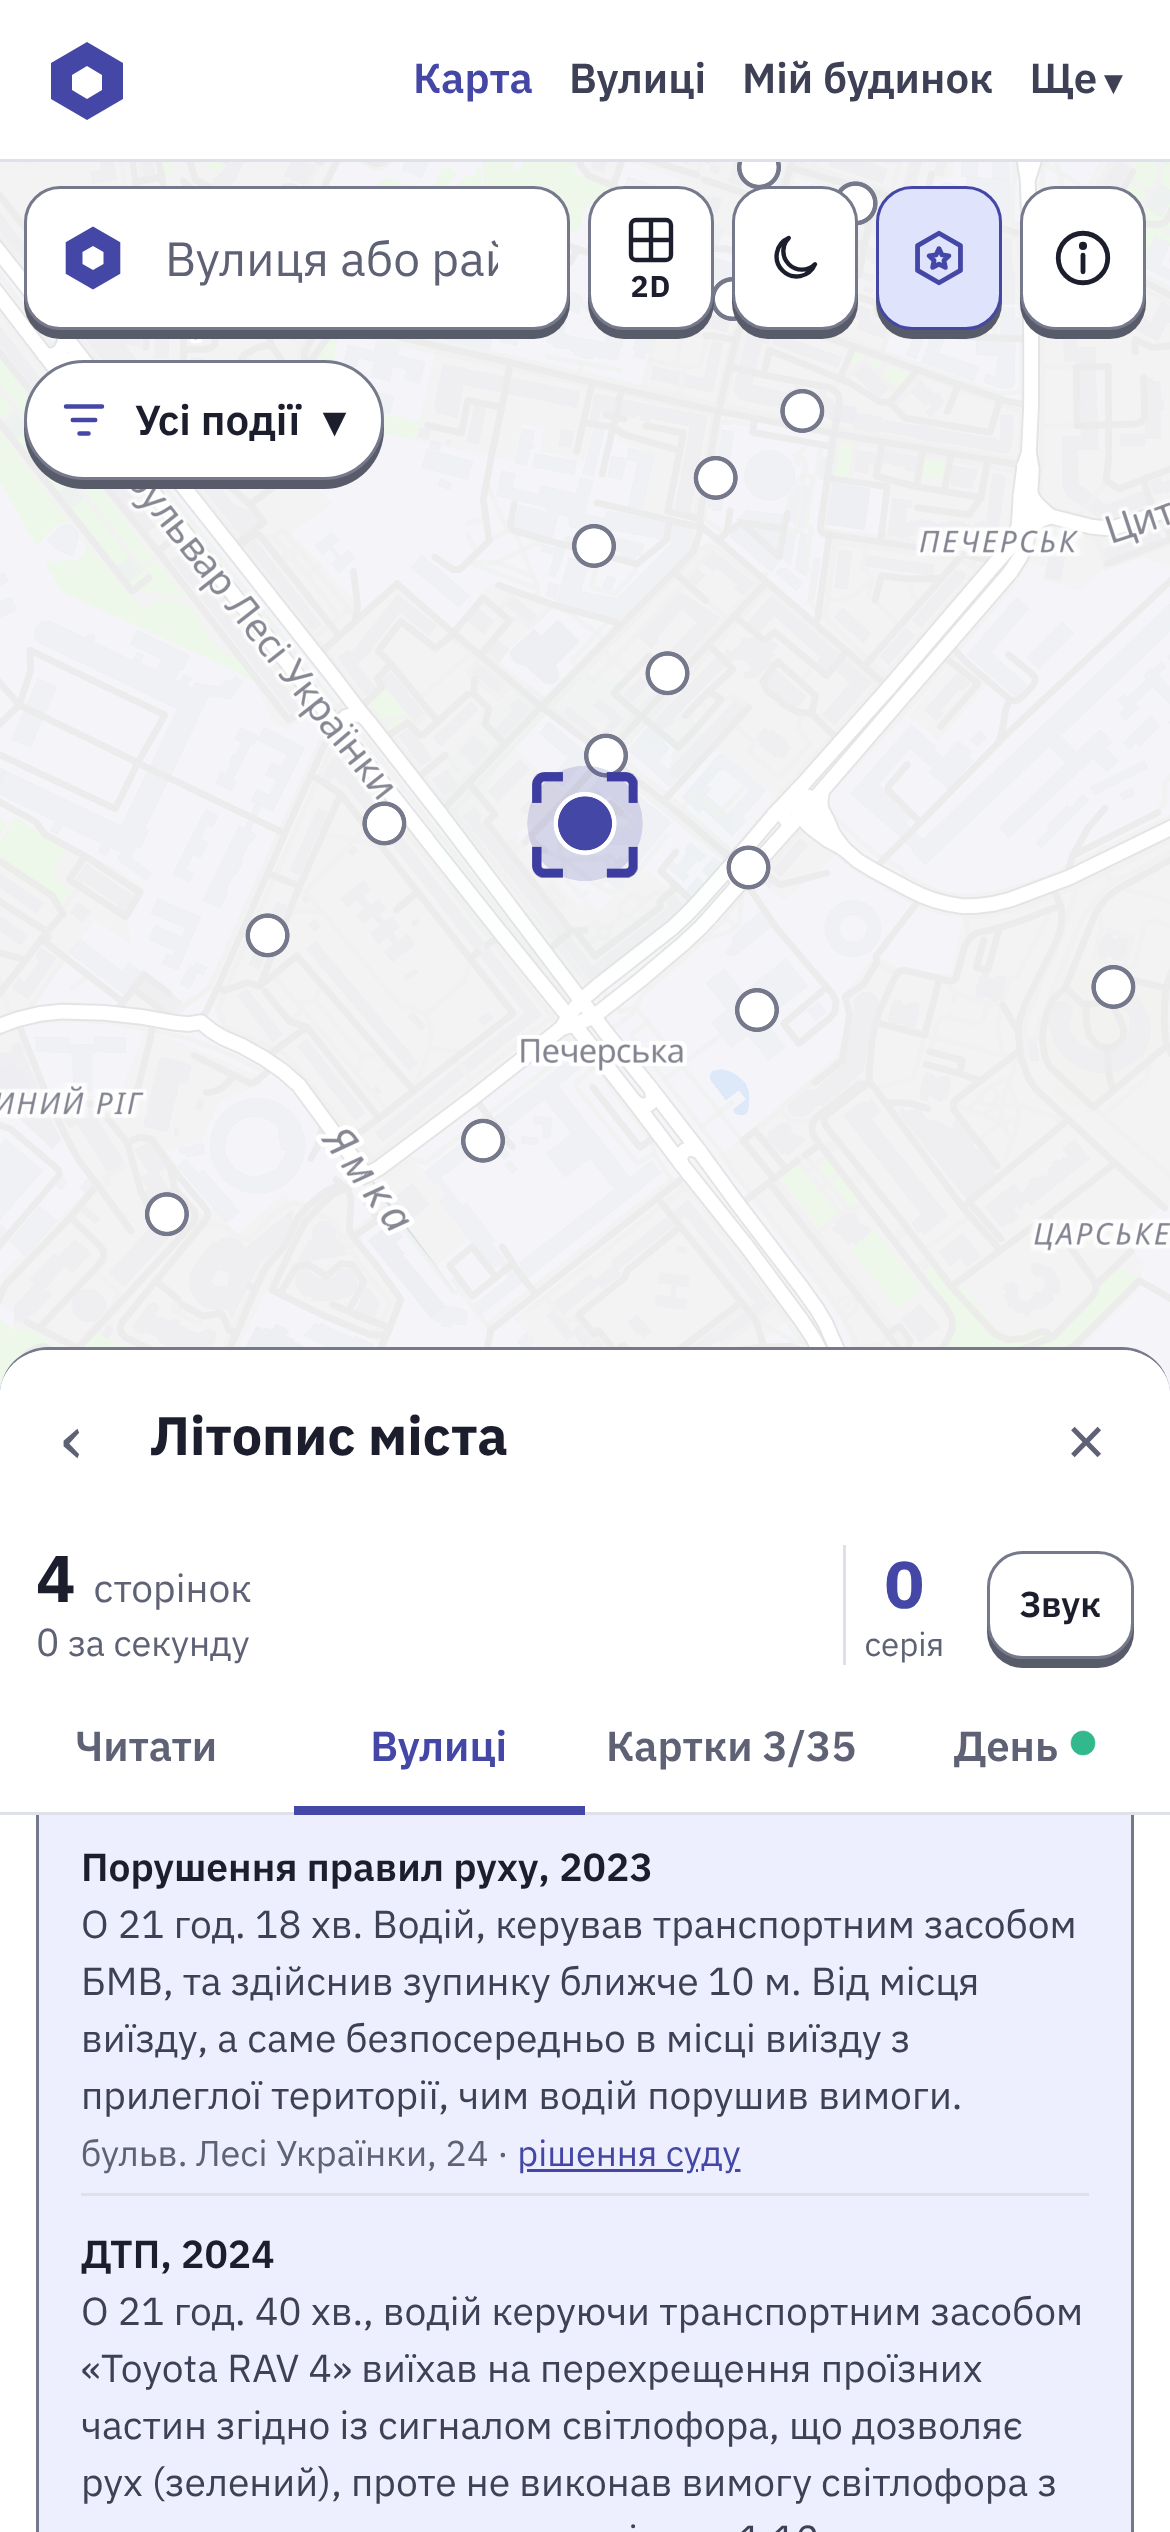 Карта Вулиці Мій будинок Ще ▾
Вулиця або рай
2D
Усі події ▼
бульвар Лесі Українки
ПЕЧЕРСЬК
Цит
Печерська
ИНИЙ РІГ
Ямка
ЦАРСЬКЕ
‹ Літопис міста ×
4 сторінок
0 за секунду
0
серія
Звук
Читати Вулиці Картки 3/35 День
Порушення правил руху, 2023
О 21 год. 18 хв. Водій, керував транспортним засобом
БМВ, та здійснив зупинку ближче 10 м. Від місця
виїзду, а саме безпосередньо в місці виїзду з
прилеглої території, чим водій порушив вимоги.
бульв. Лесі Українки, 24 · рішення суду
ДТП, 2024
О 21 год. 40 хв., водій керуючи транспортним засобом
«Toyota RAV 4» виїхав на перехрещення проїзних
частин згідно із сигналом світлофора, що дозволяє
рух (зелений), проте не виконав вимогу світлофора з